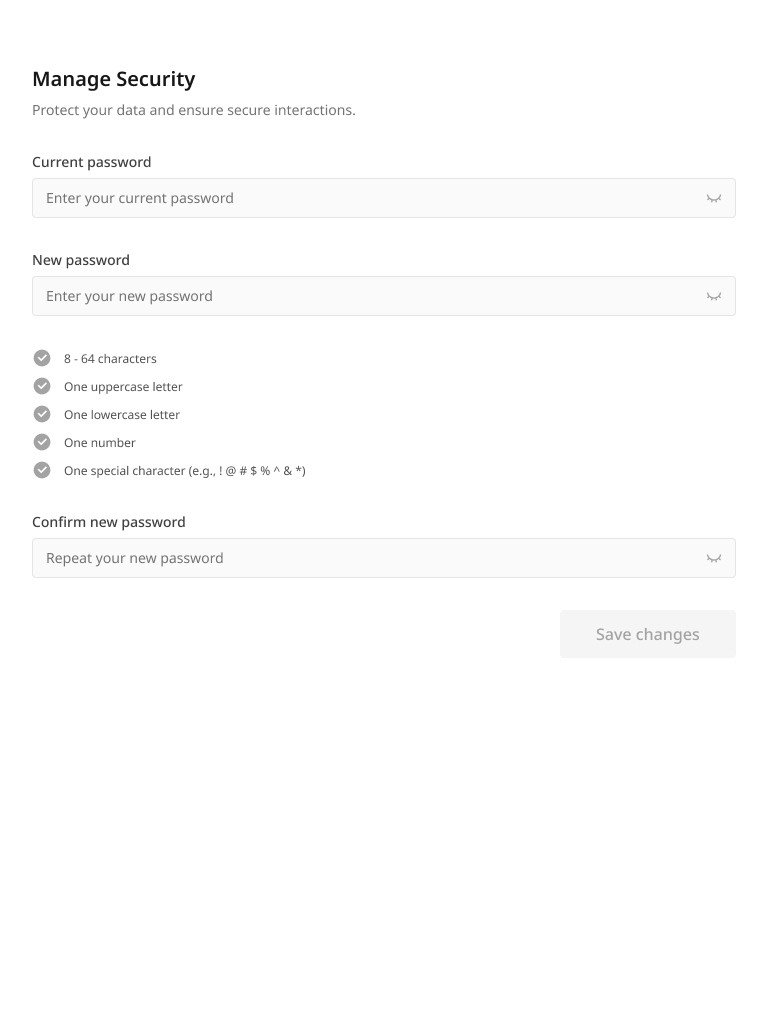 Manage Security
Protect your data and ensure secure interactions.
Current password
Enter your current password
New password
Enter your new password
8 - 64 characters
One uppercase letter
One lowercase letter
One number
One special character (e.g., ! @ # $ % ^ & *)
Confirm new password
Repeat your new password
Save changes